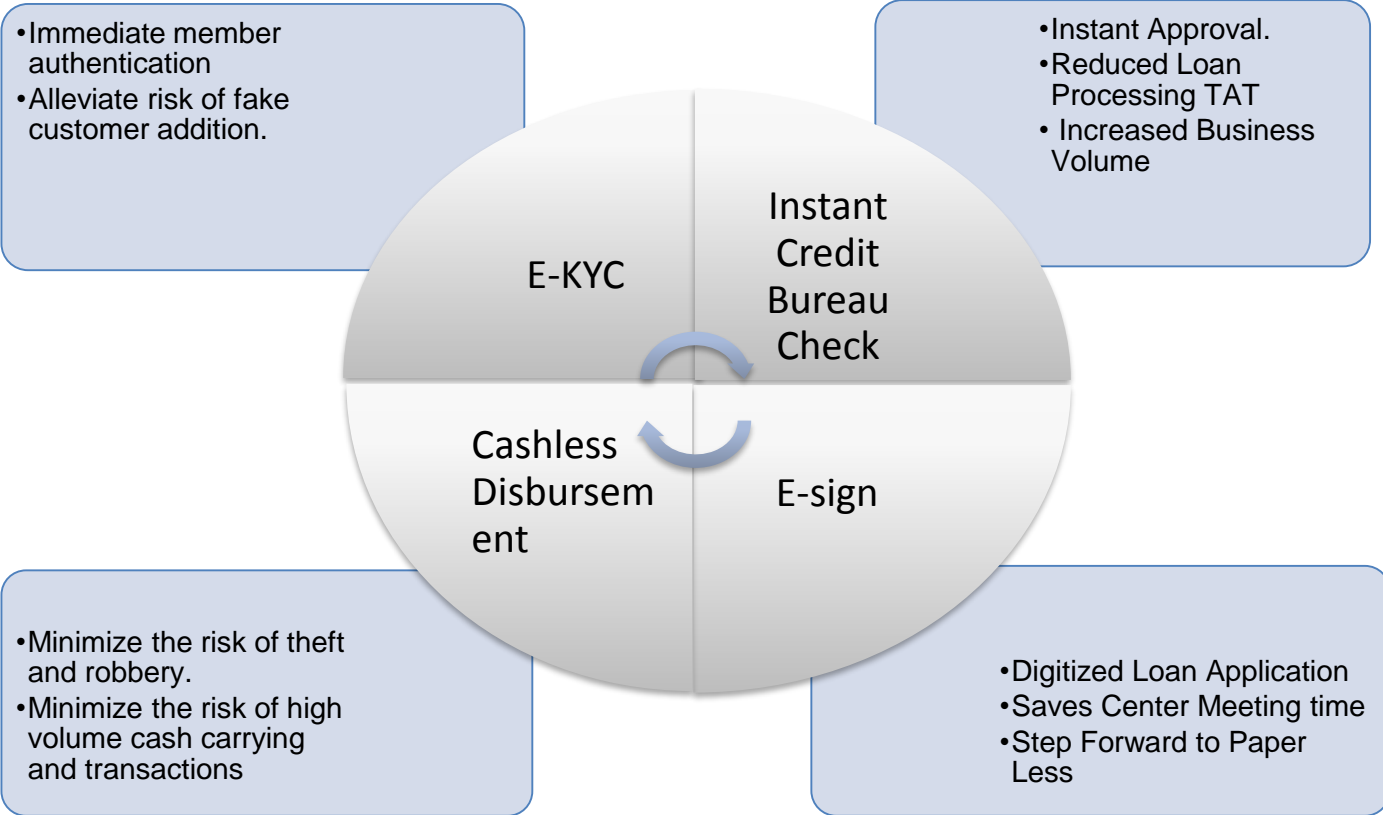 •Immediate member
authentication
•Alleviate risk of fake
customer addition.
•Instant Approval.
•Reduced Loan
Processing TAT
• Increased Business
Volume
E-KYC
Instant
Credit
Bureau
Check
Cashless
Disbursem
ent
E-sign
•Minimize the risk of theft
and robbery.
•Minimize the risk of high
volume cash carrying
and transactions
•Digitized Loan Application
•Saves Center Meeting time
•Step Forward to Paper
Less